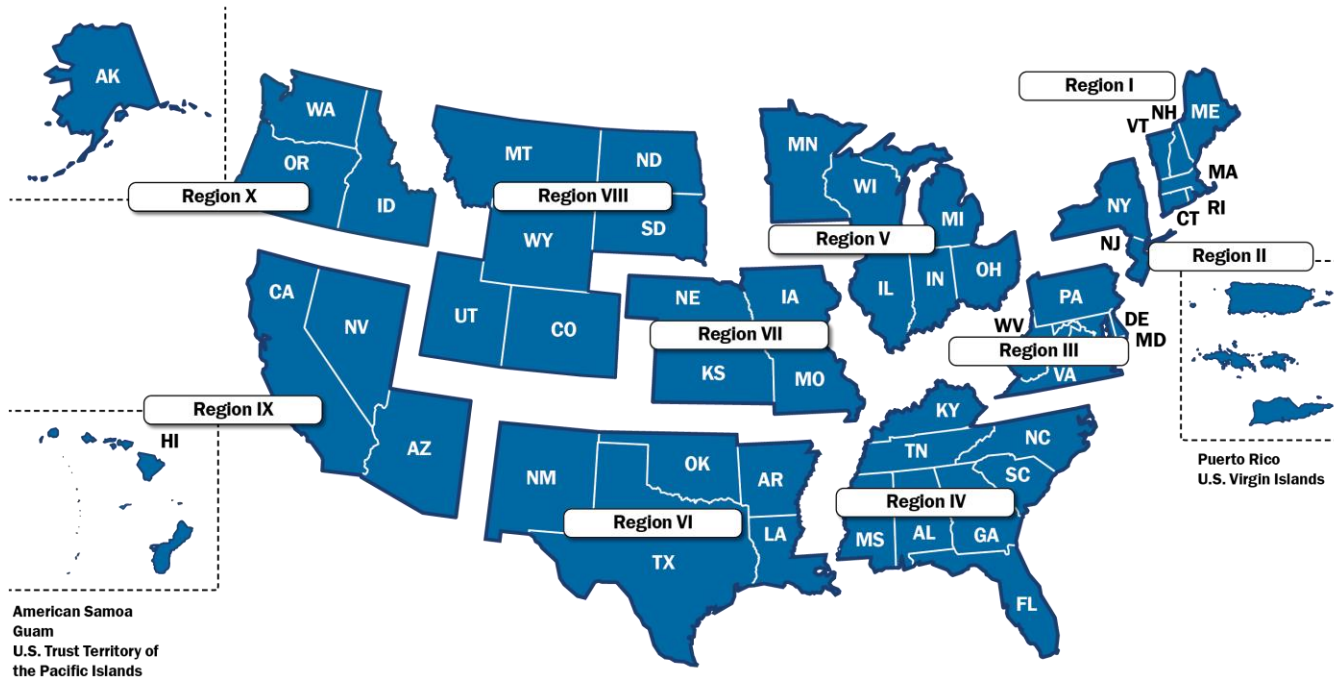 AK
WA
OR
ID
Region X
MT
ND
Region VIII
WY
SD
UT
CO
MN
WI
MI
Region V
IL
IN
OH
Region I
NH
ME
VT
MA
RI
CT
NY
NJ
Region II
Puerto Rico
U.S. Virgin Islands
PA
DE
MD
WV
Region III
VA
NE
IA
Region VII
KS
MO
CA
NV
Region IX
AZ
HI
American Samoa
Guam
U.S. Trust Territory of
the Pacific Islands
NM
OK
AR
Region VI
LA
TX
KY
TN
NC
SC
Region IV
MS
AL
GA
FL